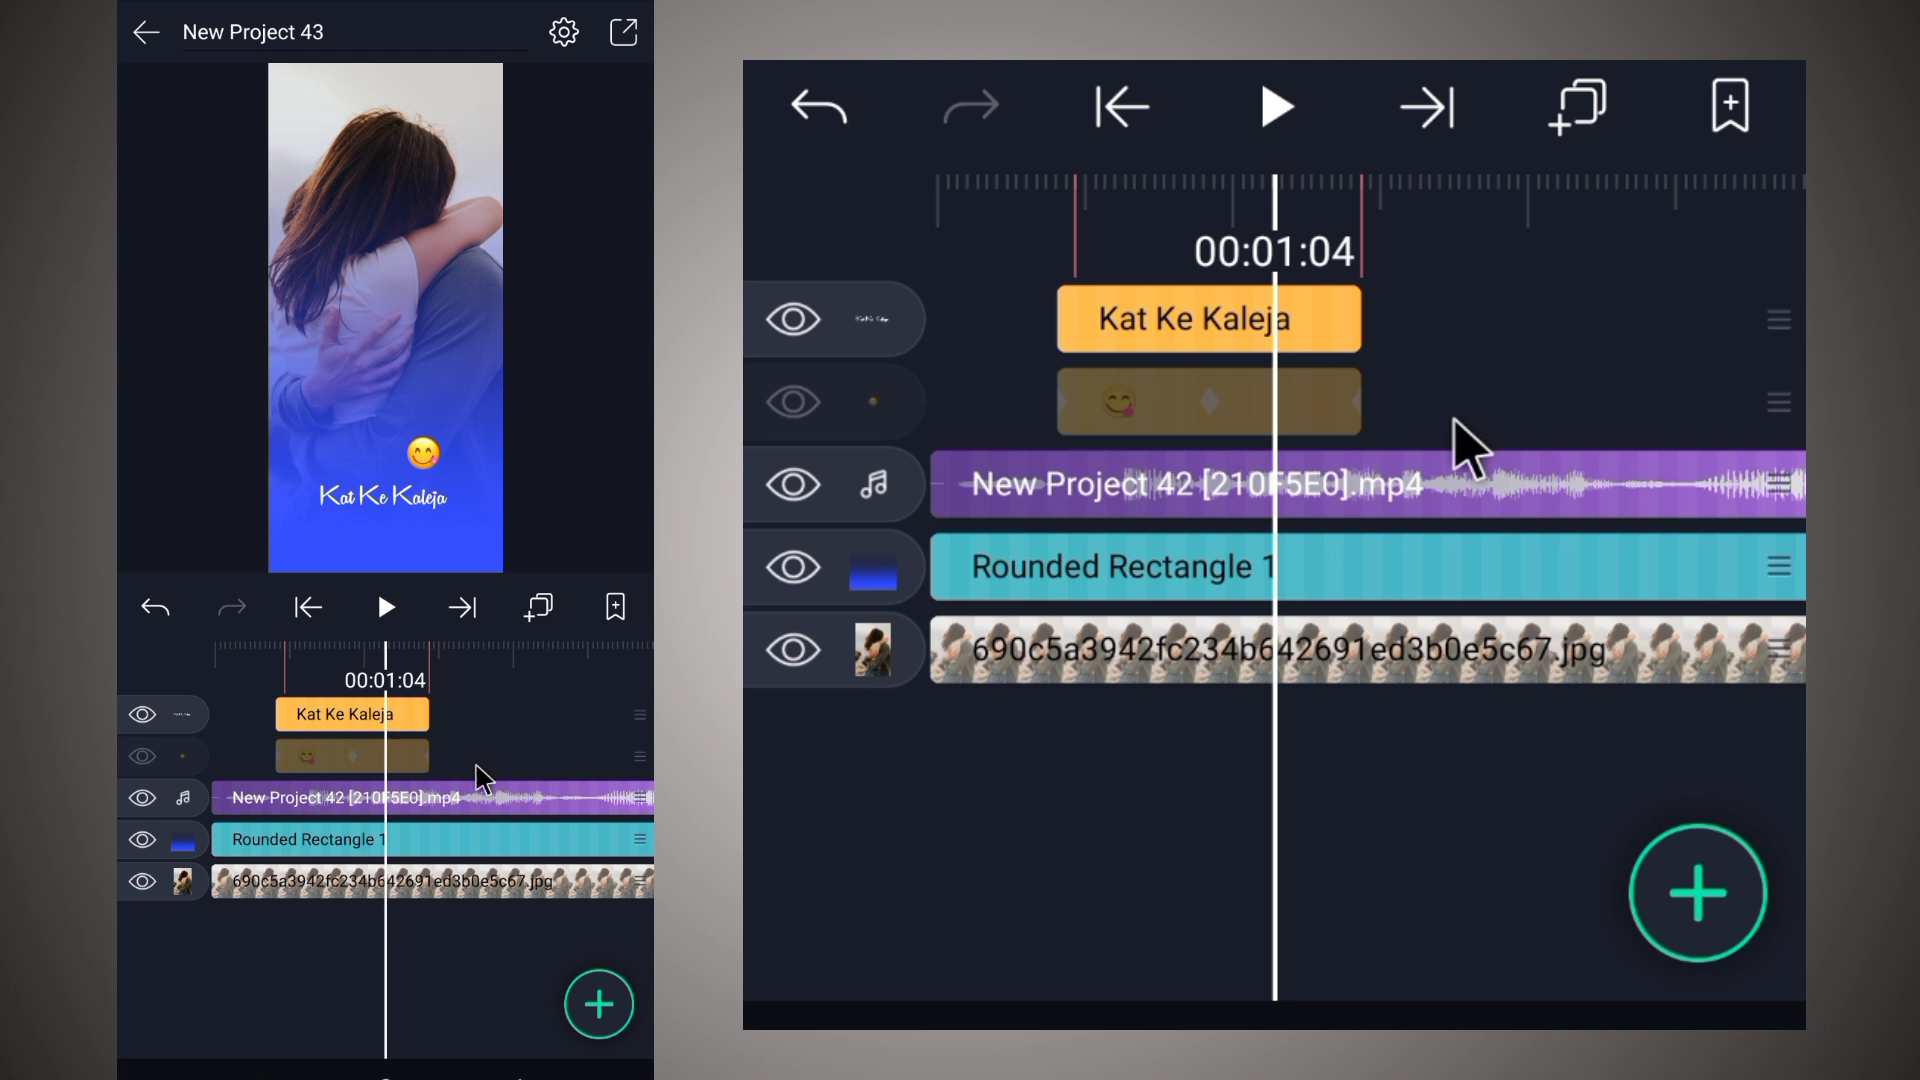 New Project 43
Kat Ke Kaleja
00:01:04
Kat Ke Kaleja
New Project 42 [210F5E0].mp4
Rounded Rectangle 1
690c5a3942fc234b642691ed3b0e5c67.jpg
00:01:04
Kat Ke Kaleja
New Project 42 [210F5E0].mp4
Rounded Rectangle 1
690c5a3942fc234b642691ed3b0e5c67.jpg